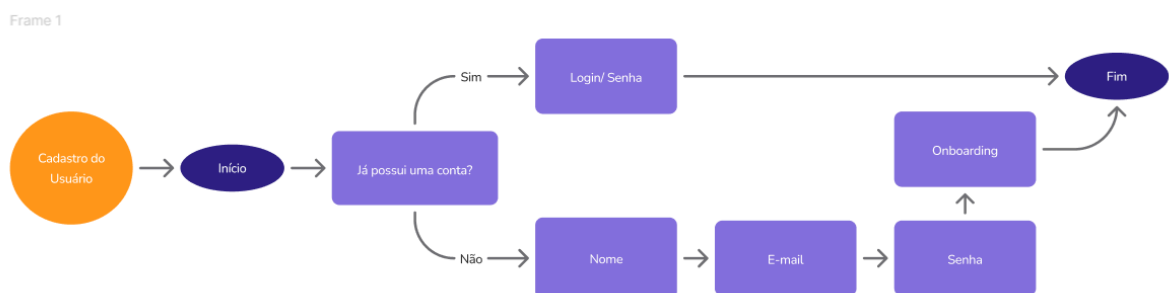 Frame 1
Cadastro do
Usuário
Início
Já possui uma conta?
Sim
Login/ Senha
Fim
Não
Nome
E-mail
Senha
Onboarding